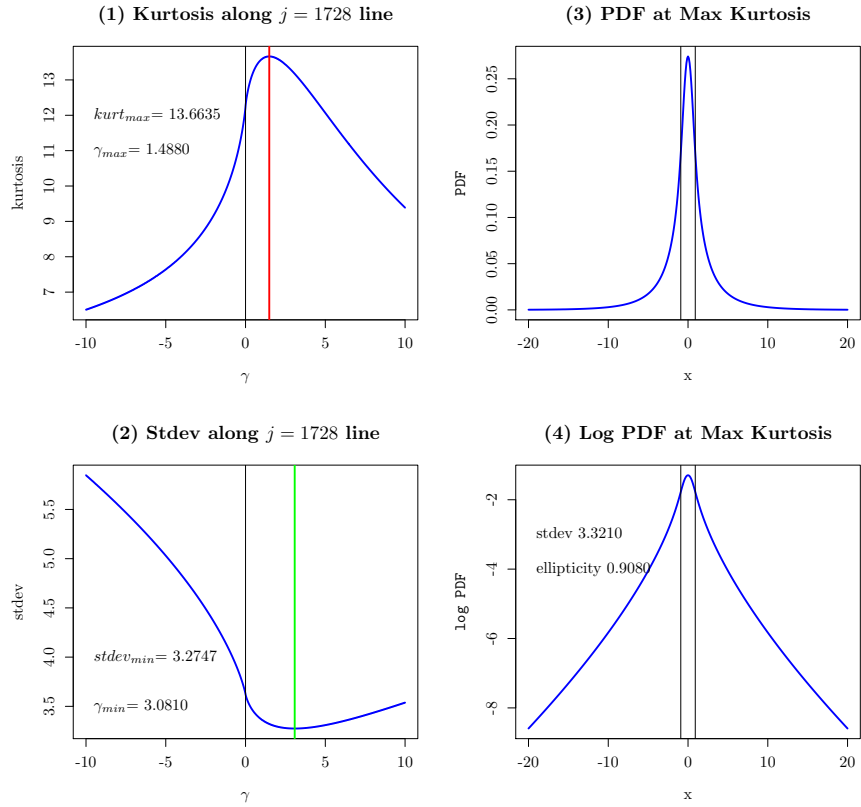 (1) Kurtosis along j = 1728 line
kurtosis
7 8 9 10 11 12 13
kurt_max= 13.6635
γ_max= 1.4880
-10 -5 0 5 10
γ
(3) PDF at Max Kurtosis
PDF
0.00 0.05 0.10 0.15 0.20 0.25
-20 -10 0 10 20
x
(2) Stdev along j = 1728 line
stdev
3.5 4.0 4.5 5.0 5.5
stdev_min= 3.2747
γ_min= 3.0810
-10 -5 0 5 10
γ
(4) Log PDF at Max Kurtosis
log PDF
-8 -6 -4 -2
stdev 3.3210
ellipticity 0.9080
-20 -10 0 10 20
x